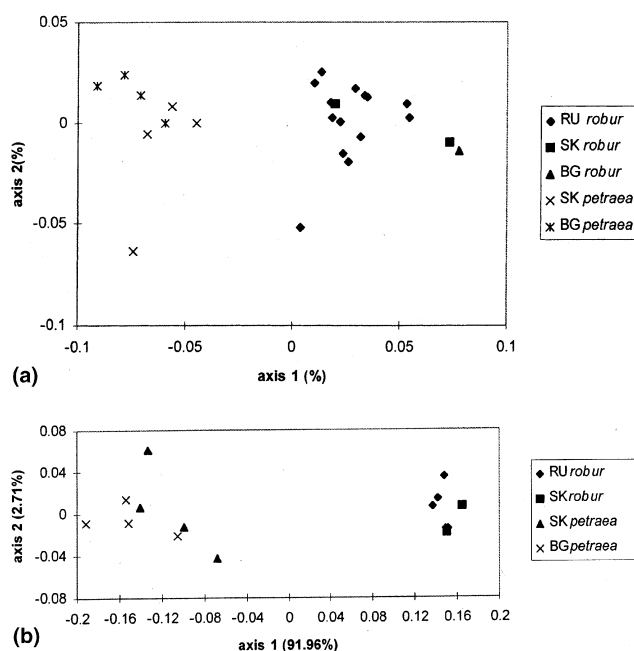 0.05
0
-0.05
-0.1
axis 2(%)
-0.1
-0.05
0
0.05
0.1
axis 1 (%)
RU robur
SK robur
BG robur
SK petraea
BG petraea
(a)
0.08
0.04
0
-0.04
-0.08
axis 2 (2.71%)
-0.2
-0.16
-0.12
-0.08
-0.04
0
0.04
0.08
0.12
0.16
0.2
axis 1 (91.96%)
RU robur
SK robur
SK petraea
BG petraea
(b)